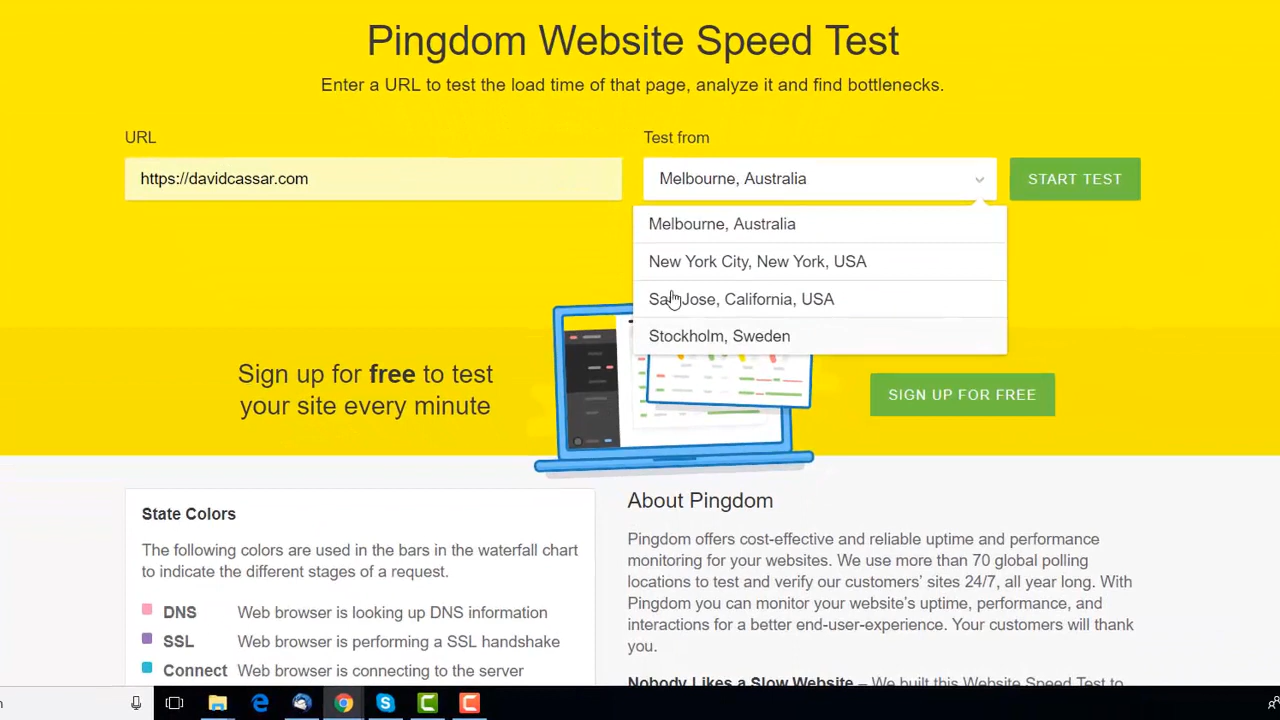 Pingdom Website Speed Test
Enter a URL to test the load time of that page, analyze it and find bottlenecks.
URL
Test from
https://davidcassar.com
Melbourne, Australia
START TEST
Melbourne, Australia
New York City, New York, USA
San Jose, California, USA
Stockholm, Sweden
Sign up for free to test
your site every minute
SIGN UP FOR FREE
State Colors
The following colors are used in the bars in the waterfall chart
to indicate the different stages of a request.
DNS Web browser is looking up DNS information
SSL Web browser is performing a SSL handshake
Connect Web browser is connecting to the server
About Pingdom
Pingdom offers cost-effective and reliable uptime and performance
monitoring for your websites. We use more than 70 global polling
locations to test and verify our customers' sites 24/7, all year long. With
Pingdom you can monitor your website's uptime, performance, and
interactions for a better end-user-experience. Your customers will thank
you.
Nobody Likes a Slow Website – We built this Website Speed Test to